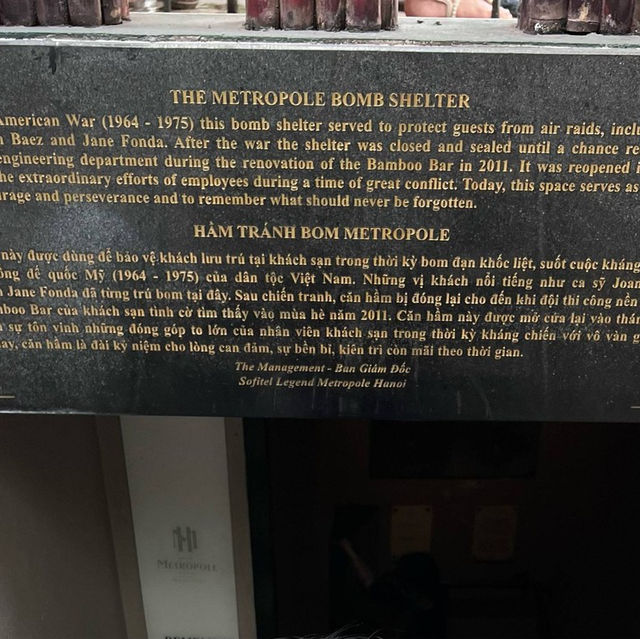 THE METROPOLE BOMB SHELTER
American War (1964 - 1975) this bomb shelter served to protect guests from air raids,
Baez and Jane Fonda. After the war the shelter was closed and sealed until a chance
engineering department during the renovation of the Bamboo Bar in 2011. It was reopened
the extraordinary efforts of employees during a time of great conflict. Today, this space serves as
and perseverance and to remember what should never be forgotten.
HẦM TRÁNH BOM METROPOLE
này được dùng để bảo vệ khách lưu trú tại khách sạn trong thời kỳ bom đạn khốc liệt, suốt cuộc kháng
đế quốc Mỹ (1964 - 1975) của dân tộc Việt Nam. Những vị khách nổi tiếng như ca sỹ Joan
Jane Fonda đã từng trú bom tại đây. Sau chiến tranh, căn hầm bị đóng lại cho đến khi đội thi công nền
Bar của khách sạn tình cờ tìm thấy vào mùa hè năm 2011. Căn hầm này được mở cửa lại vào
sự tôn vinh những đóng góp to lớn của nhân viên khách sạn trong thời kỳ kháng chiến với vô vàn
căn hầm là đài kỷ niệm cho lòng can đảm, sự bền bỉ, kiên trì còn mãi theo thời gian.
The Management - Ban Giám Đốc
Sofitel Legend Metropole Hanoi
METROPOLE